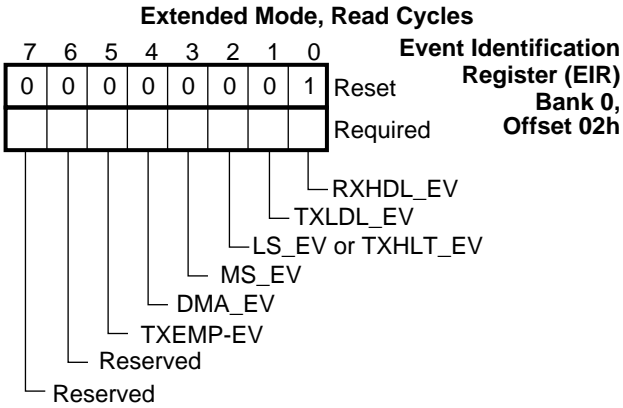 Extended Mode, Read Cycles
7 6 5 4 3 2 1 0
Event Identification
Register (EIR)
Bank 0,
Offset 02h
0 0 0 0 0 0 0 1 Reset
Required
RXHDL_EV
TXLDL_EV
LS_EV or TXHLT_EV
MS_EV
DMA_EV
TXEMP-EV
Reserved
Reserved